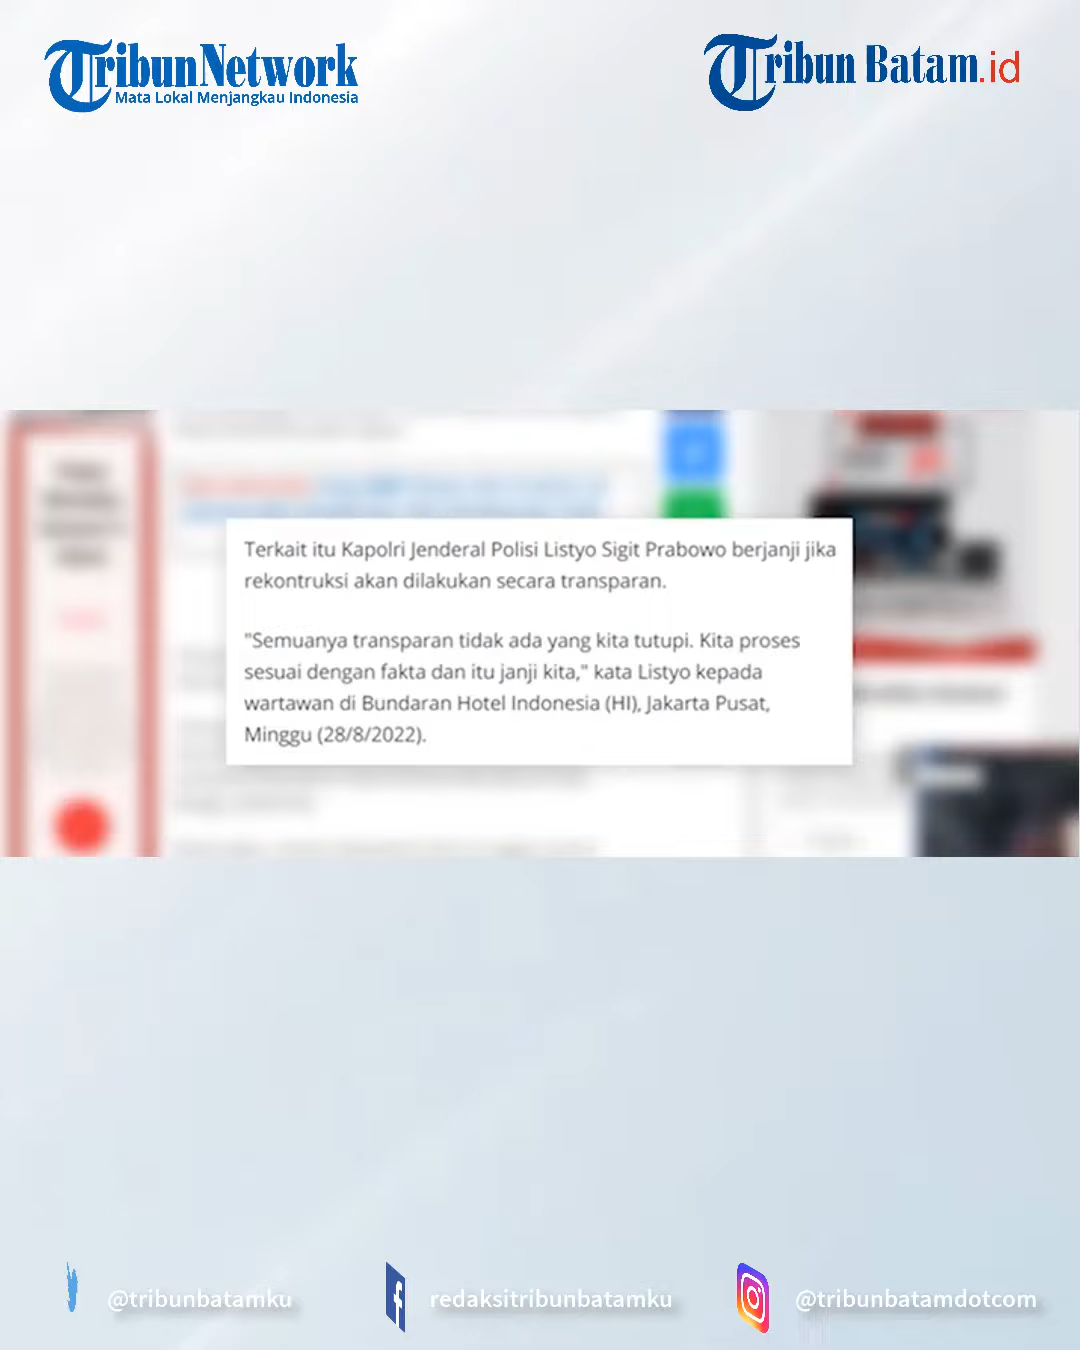 TribunNetwork
Mata Lokal Menjangkau Indonesia
Tribun Batam.id
Terkait itu Kapolri Jenderal Polisi Listyo Sigit Prabowo berjanji jika
rekontruksi akan dilakukan secara transparan.
"Semuanya transparan tidak ada yang kita tutupi. Kita proses
sesuai dengan fakta dan itu janji kita," kata Listyo kepada
wartawan di Bundaran Hotel Indonesia (HI), Jakarta Pusat,
Minggu (28/8/2022).
@tribunbatamku
redaksitribunbatamku
@tribunbatamdotcom